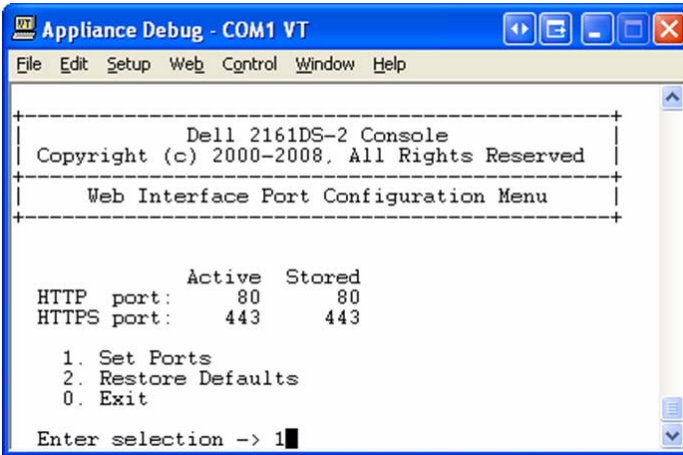 Appliance Debug - COM1 VT
File Edit Setup Web Control Window Help
Dell 2161DS-2 Console
Copyright (c) 2000-2008, All Rights Reserved
Web Interface Port Configuration Menu
Active Stored
HTTP port: 80 80
HTTPS port: 443 443
1. Set Ports
2. Restore Defaults
0. Exit
Enter selection -> 1